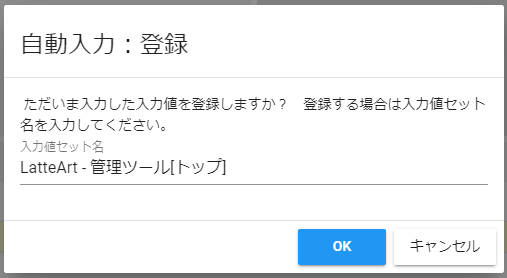 自動入力：登録
ただいま入力した入力値を登録しますか？　登録する場合は入力値セット
名を入力してください。
入力値セット名
LatteArt - 管理ツール[トップ]
OK
キャンセル